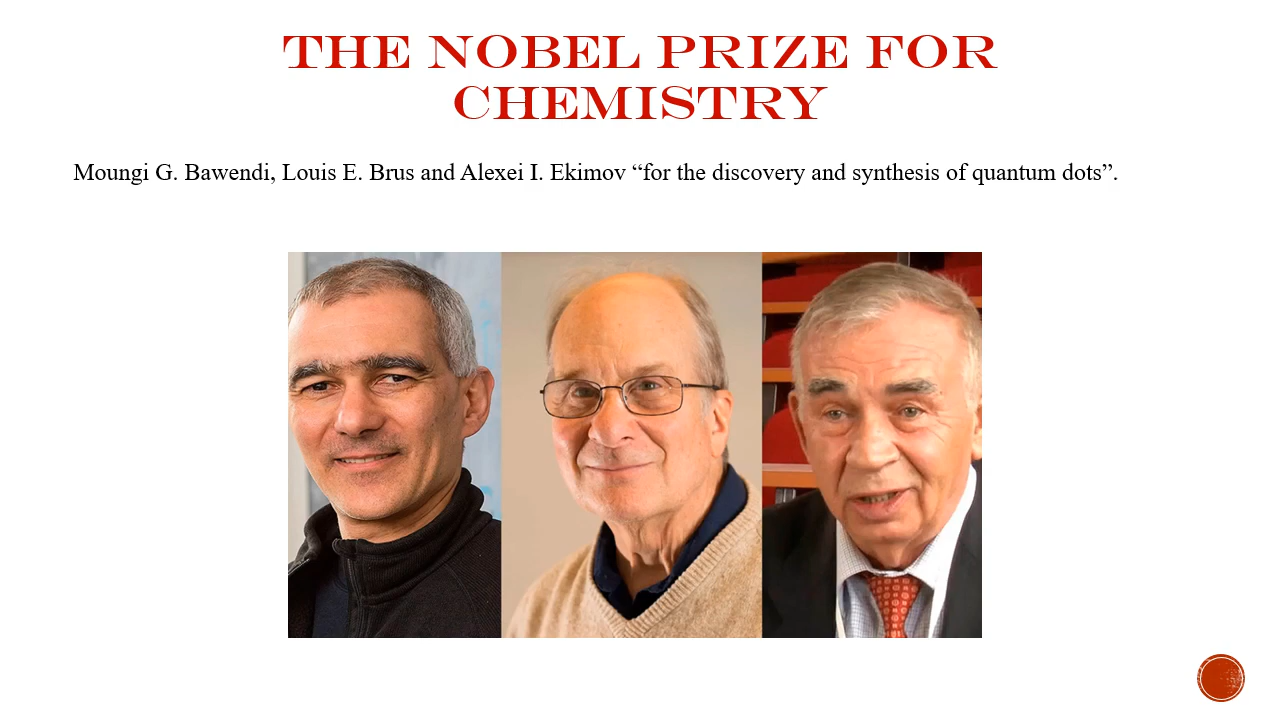 THE NOBEL PRIZE FOR
CHEMISTRY
Moungi G. Bawendi, Louis E. Brus and Alexei I. Ekimov “for the discovery and synthesis of quantum dots”.